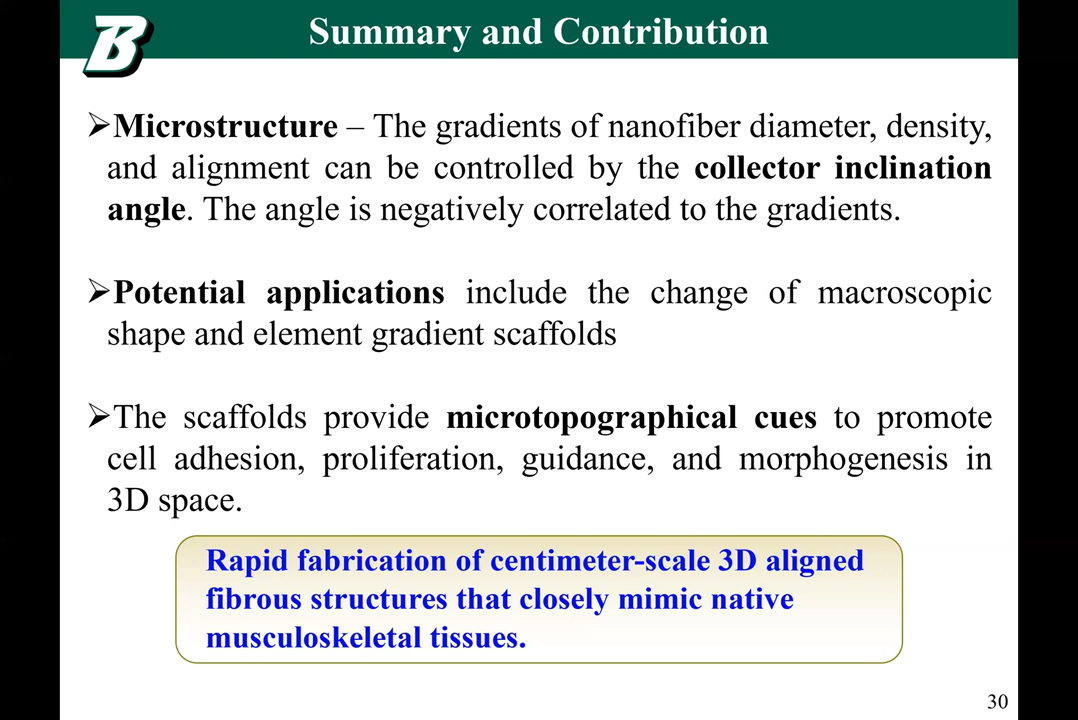 B
Summary and Contribution
➢Microstructure – The gradients of nanofiber diameter, density,
and alignment can be controlled by the collector inclination
angle. The angle is negatively correlated to the gradients.
➢Potential applications include the change of macroscopic
shape and element gradient scaffolds
➢The scaffolds provide microtopographical cues to promote
cell adhesion, proliferation, guidance, and morphogenesis in
3D space.
Rapid fabrication of centimeter-scale 3D aligned
fibrous structures that closely mimic native
musculoskeletal tissues.
30